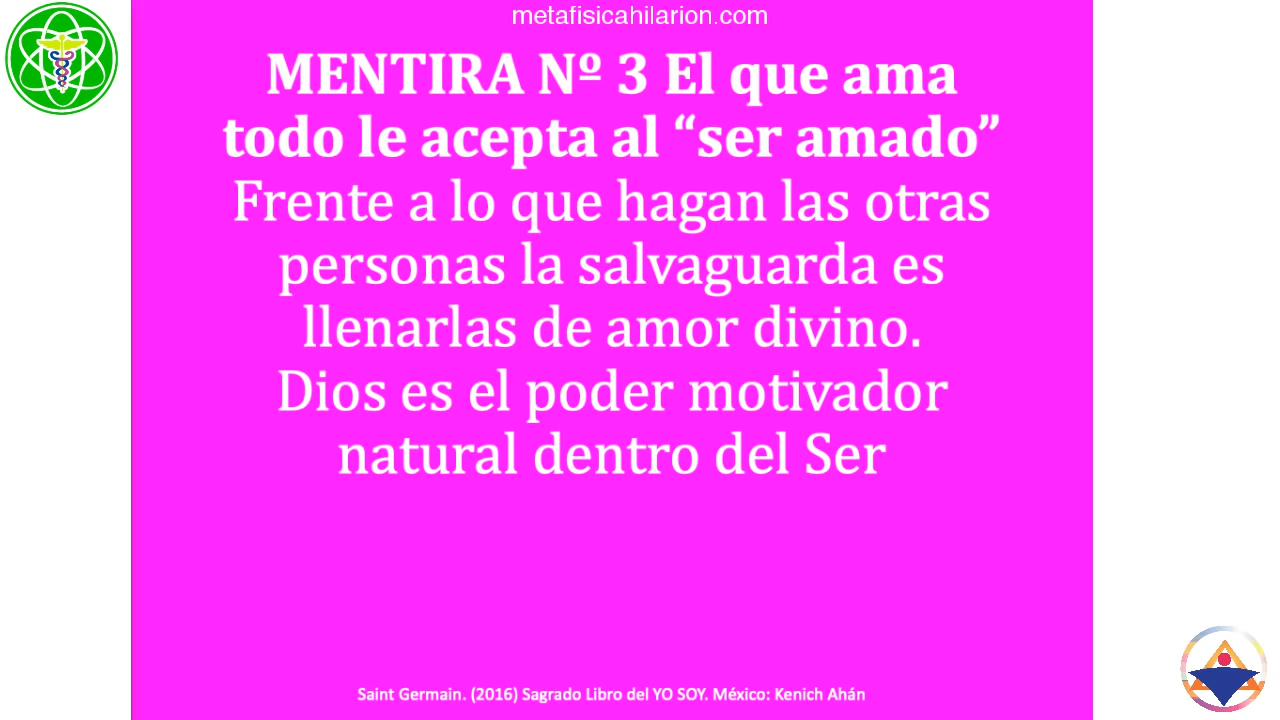 metafisicahilarion.com
MENTIRA Nº 3 El que ama
todo le acepta al “ser amado”
Frente a lo que hagan las otras
personas la salvaguarda es
llenarlas de amor divino.
Dios es el poder motivador
natural dentro del Ser
Saint Germain. (2016) Sagrado Libro del YO SOY. México: Kenich Ahán